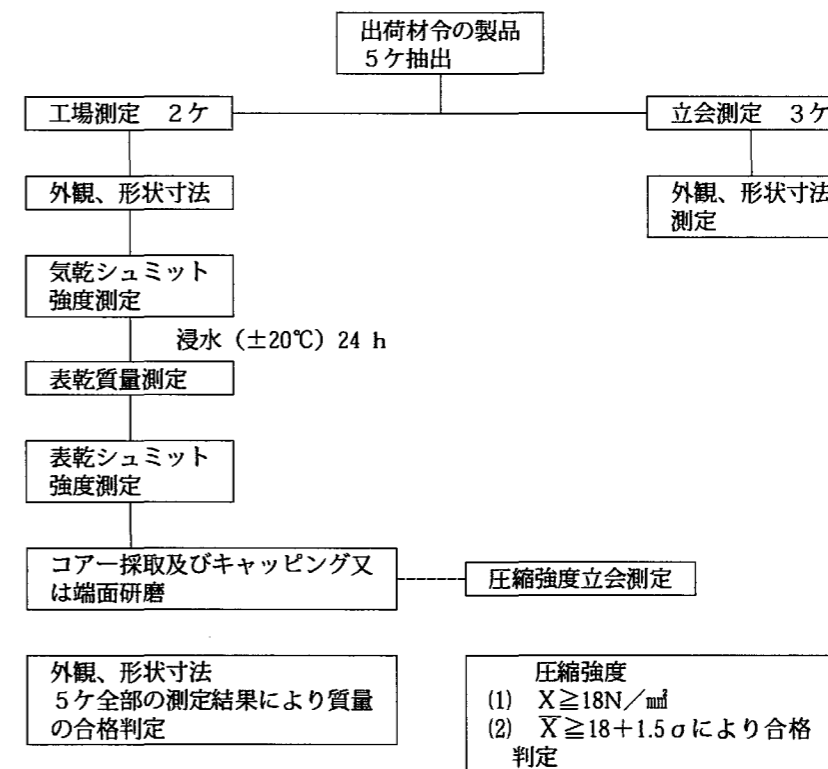 出荷材令の製品
5ケ抽出
工場測定 2ケ
立会測定 3ケ
外観、形状寸法
外観、形状寸法
測定
気乾シュミット
強度測定
浸水(±20℃)24 h
表乾質量測定
表乾シュミット
強度測定
コアー採取及びキャッピング又
は端面研磨
圧縮強度立会測定
外観、形状寸法
5ケ全部の測定結果により質量
の合格判定
圧縮強度
(1) X≧18N/㎟
(2) X̅≧18+1.5σにより合格
判定